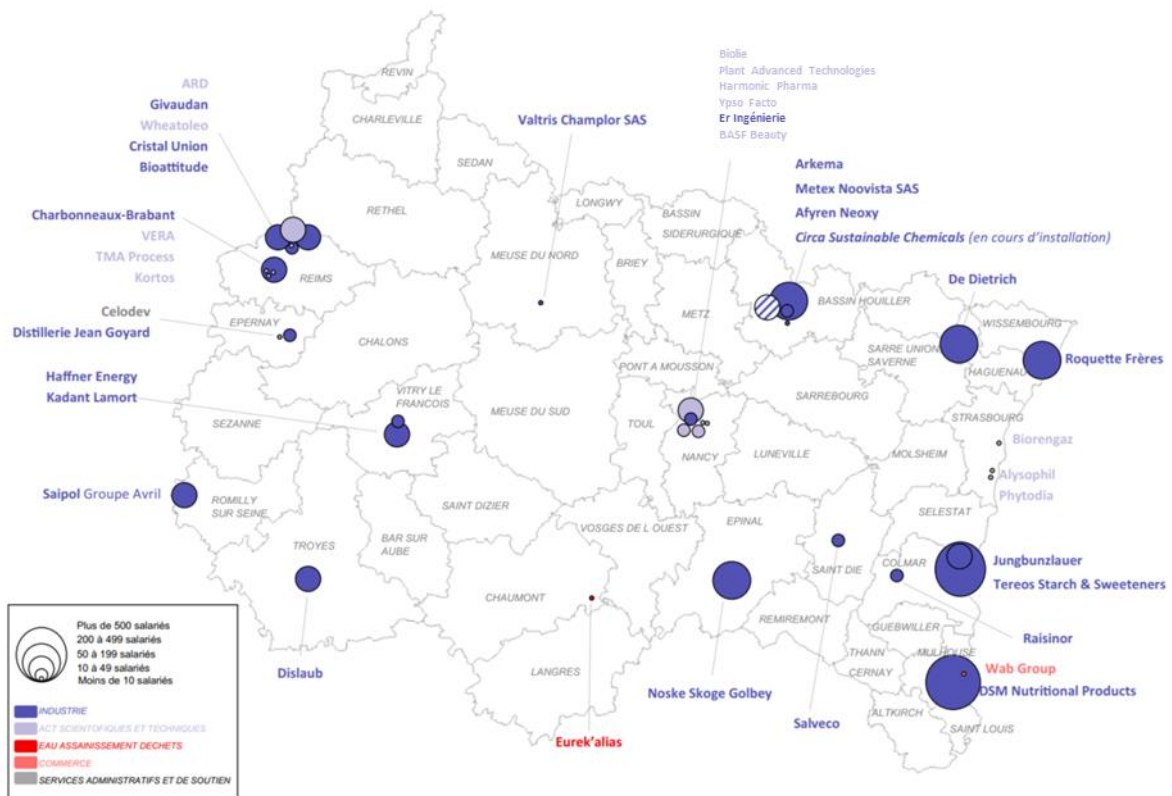 Biolie
Plant Advanced Technologies
Harmonic Pharma
Ypso Facto
Er Ingénierie
BASF Beauty
ARD
Givaudan
Wheatoleo
Cristal Union
Bioattitude
Charbonneaux-Brabant
VERA
TMA Process
Kortos
Celodev
Distillerie Jean Goyard
Haffner Energy
Kadant Lamort
Saipol Groupe Avril
Valtris Champlor SAS
Arkema
Metex Noovista SAS
Afyren Neoxy
Circa Sustainable Chemicals (en cours d'installation)
De Dietrich
Roquette Frères
Biorengaz
Alysophil
Phytodia
Jungbunzlauer
Tereos Starch & Sweeteners
Raisinor
Wab Group
DSM Nutritional Products
Salveco
Noske Skoge Golbey
Eurek'alias
Dislaub
REVIN
CHARLEVILLE
SEDAN
RETHEL
LONGWY
BASSIN
SIDERURGIQUE
MEUSE DU NORD
BRIEY
REIMS
METZ
BASSIN HOUILLER
WISSEMBOURG
EPERNAY
CHALONS
SARRE UNION
SAVERNE
HAGUENAU
PONT A MOUSSON
VITRY LE
FRANCOIS
MEUSE DU SUD
TOUL
SARREBOURG
STRASBOURG
SEZANNE
NANCY
LUNEVILLE
MOLSHEIM
ROMILLY
SUR SEINE
SAINT DIZIER
VOSGES DE L OUEST
EPINAL
SELESTAT
TROYES
BAR SUR
AUBE
SAINT DIE
COLMAR
CHAUMONT
REMIREMONT
GUEBWILLER
THANN
CERNAY
MULHOUSE
LANGRES
ALTKIRCH
SAINT LOUIS
Plus de 500 salariés
200 à 499 salariés
50 à 199 salariés
10 à 49 salariés
Moins de 10 salariés
INDUSTRIE
ACT SCIENTOFIQUES ET TECHNIQUES
EAU ASSAINISSEMENT DECHETS
COMMERCE
SERVICES ADMINISTRATIFS ET DE SOUTIEN